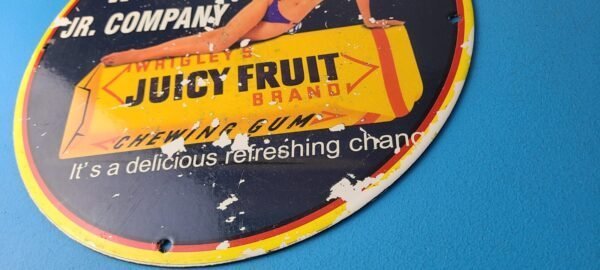 JR. COMPANY
WRIGLEY'S
JUICY FRUIT
BRAND
CHEWING GUM
It's a delicious refreshing chang